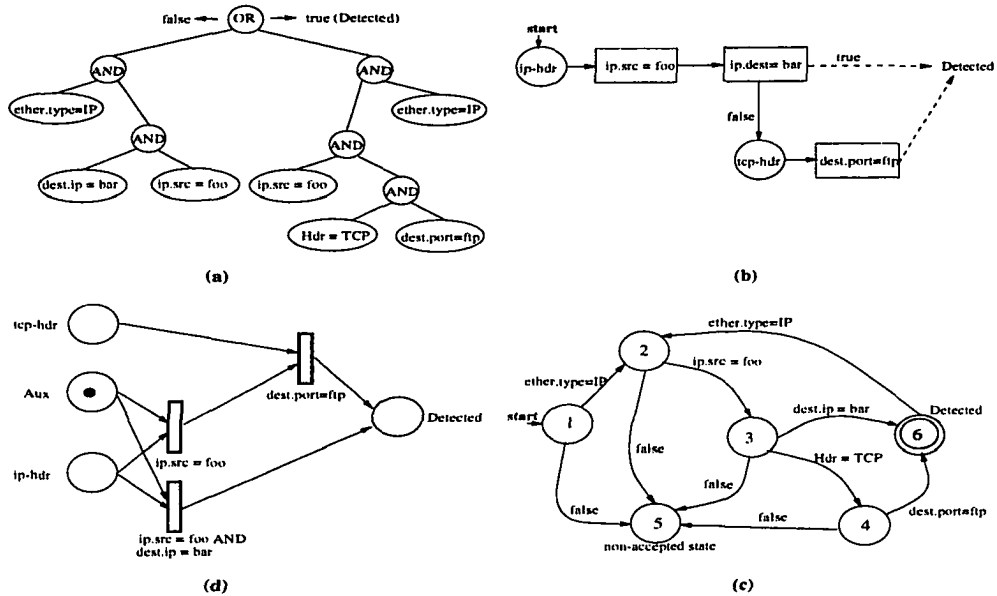 false OR true (Detected)
AND AND
ether.type=IP ether.type=IP
AND AND
dest.ip = bar ip.src = foo ip.src = foo AND
Hdr = TCP dest.port=ftp
(a)
start
ip-hdr ip.src = foo ip.dest= bar true Detected
false
tcp-hdr dest.port=ftp
(b)
tcp-hdr
Aux
dest.port=ftp
Detected
ip-hdr
ip.src = foo
ip.src = foo AND
dest.ip = bar
(d)
ether.type=IP
2
ip.src = foo
ether.type=IP
start 1
dest.ip = bar Detected
3 6
Hdr = TCP
false
false
false
false
dest.port=ftp
5 4
non-accepted state
(c)